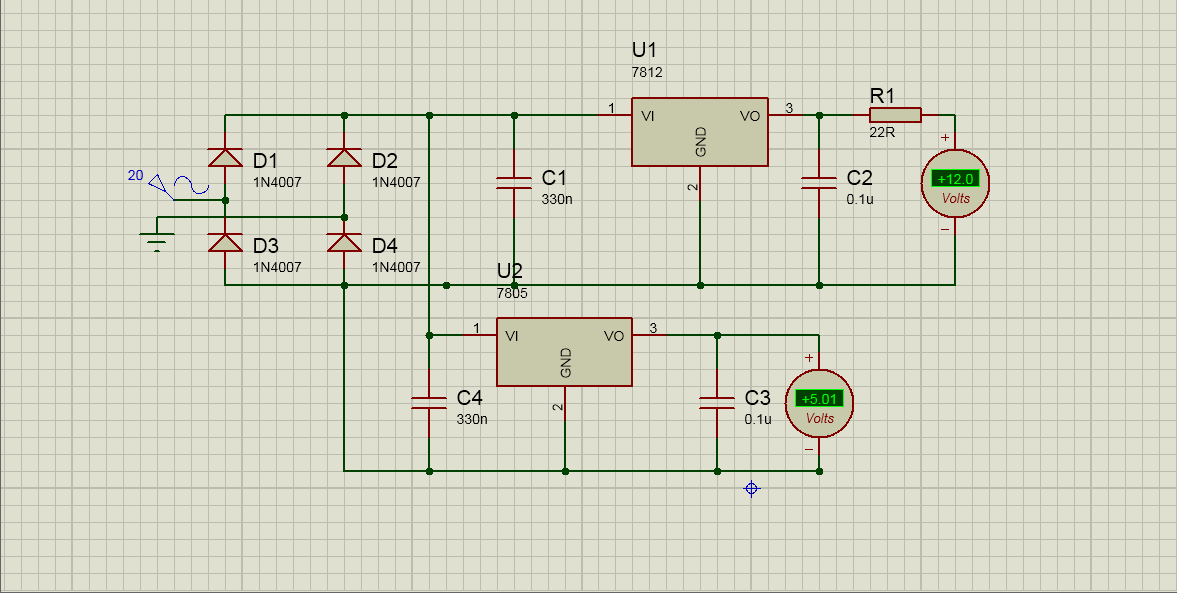 U1
7812
1
VI
VO
3
GND
2
R1
22R
20
D1
1N4007
D2
1N4007
C1
330n
C2
0.1u
+
+12.0
Volts
−
D3
1N4007
D4
1N4007
U2
7805
1
VI
VO
3
GND
2
C4
330n
C3
0.1u
+
+5.01
Volts
−